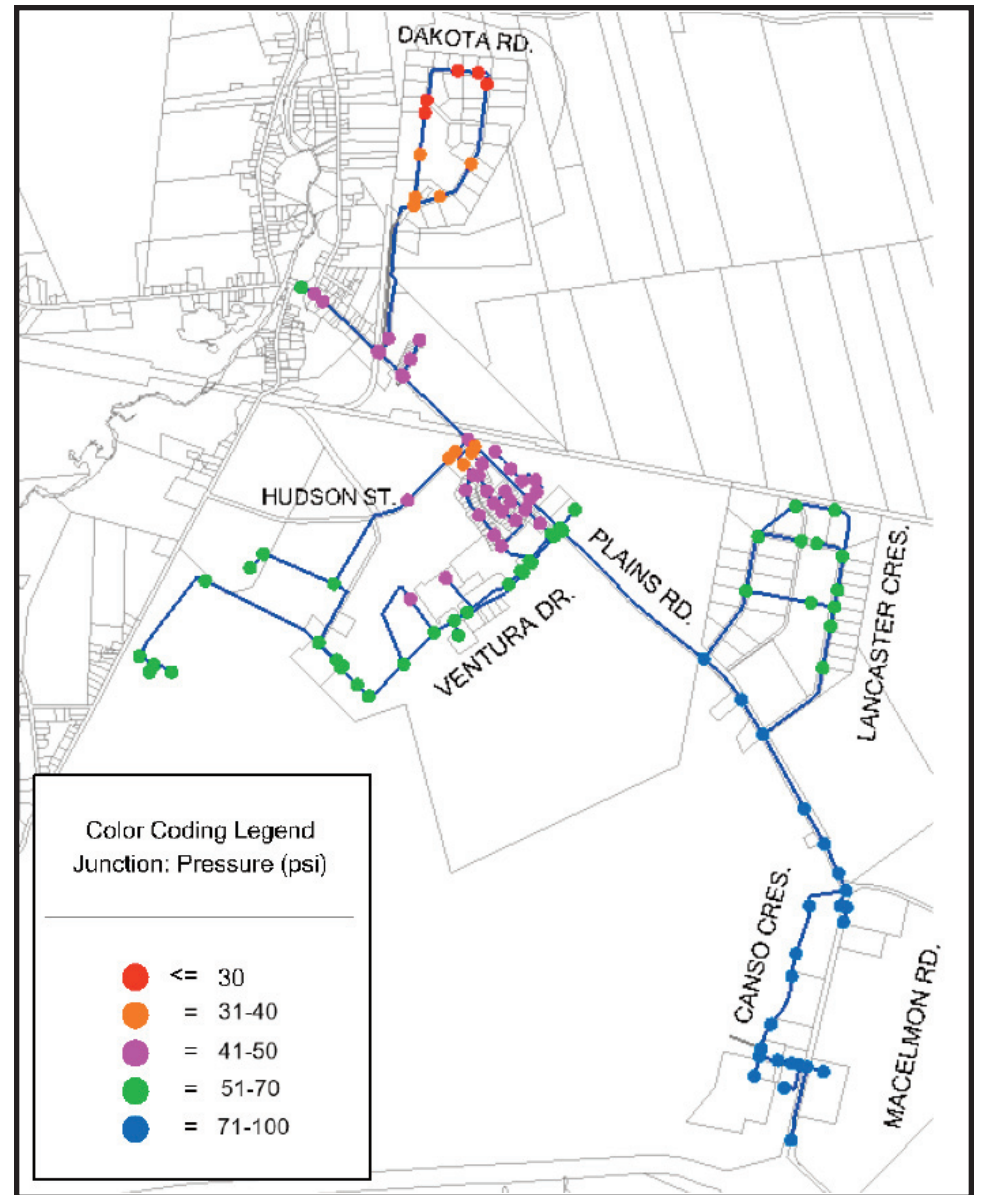 DAKOTA RD.
HUDSON ST.
PLAINS RD.
VENTURA DR.
LANCASTER CRES.
CANSO CRES.
MACELMON RD.
Color Coding Legend
Junction: Pressure (psi)
<= 30
= 31-40
= 41-50
= 51-70
= 71-100